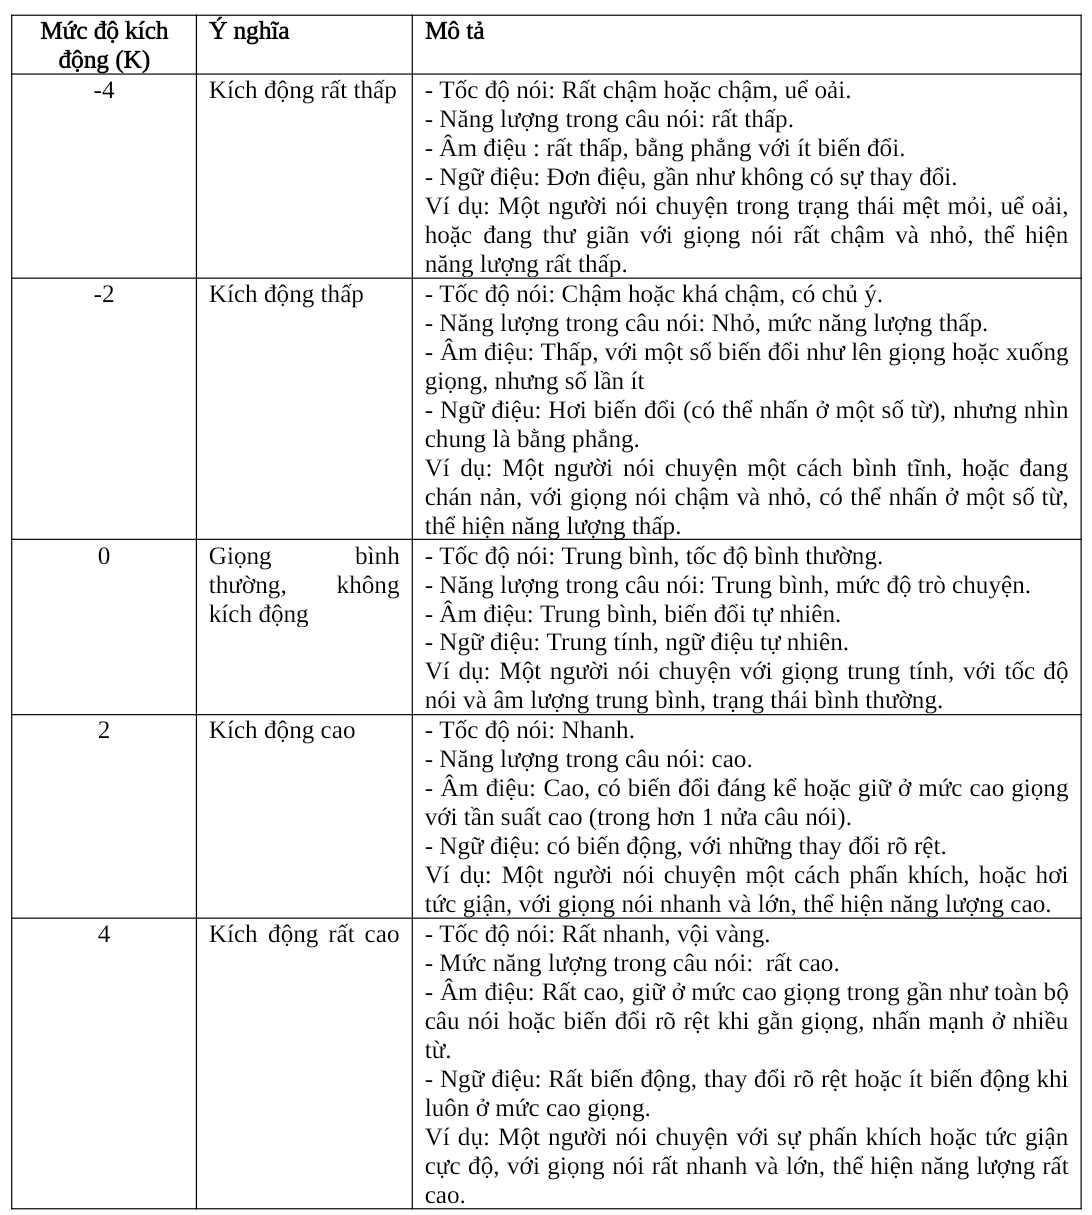 Mức độ kích động (K)
Ý nghĩa
Mô tả
-4
Kích động rất thấp
- Tốc độ nói: Rất chậm hoặc chậm, uể oải.
- Năng lượng trong câu nói: rất thấp.
- Âm điệu : rất thấp, bằng phẳng với ít biến đổi.
- Ngữ điệu: Đơn điệu, gần như không có sự thay đổi.
Ví dụ: Một người nói chuyện trong trạng thái mệt mỏi, uể oải,
hoặc đang thư giãn với giọng nói rất chậm và nhỏ, thể hiện
năng lượng rất thấp.
-2
Kích động thấp
- Tốc độ nói: Chậm hoặc khá chậm, có chủ ý.
- Năng lượng trong câu nói: Nhỏ, mức năng lượng thấp.
- Âm điệu: Thấp, với một số biến đổi như lên giọng hoặc xuống
giọng, nhưng số lần ít
- Ngữ điệu: Hơi biến đổi (có thể nhấn ở một số từ), nhưng nhìn
chung là bằng phẳng.
Ví dụ: Một người nói chuyện một cách bình tĩnh, hoặc đang
chán nản, với giọng nói chậm và nhỏ, có thể nhấn ở một số từ,
thể hiện năng lượng thấp.
0
Giọng bình
thường, không
kích động
- Tốc độ nói: Trung bình, tốc độ bình thường.
- Năng lượng trong câu nói: Trung bình, mức độ trò chuyện.
- Âm điệu: Trung bình, biến đổi tự nhiên.
- Ngữ điệu: Trung tính, ngữ điệu tự nhiên.
Ví dụ: Một người nói chuyện với giọng trung tính, với tốc độ
nói và âm lượng trung bình, trạng thái bình thường.
2
Kích động cao
- Tốc độ nói: Nhanh.
- Năng lượng trong câu nói: cao.
- Âm điệu: Cao, có biến đổi đáng kể hoặc giữ ở mức cao giọng
với tần suất cao (trong hơn 1 nửa câu nói).
- Ngữ điệu: có biến động, với những thay đổi rõ rệt.
Ví dụ: Một người nói chuyện một cách phấn khích, hoặc hơi
tức giận, với giọng nói nhanh và lớn, thể hiện năng lượng cao.
4
Kích động rất cao
- Tốc độ nói: Rất nhanh, vội vàng.
- Mức năng lượng trong câu nói: rất cao.
- Âm điệu: Rất cao, giữ ở mức cao giọng trong gần như toàn bộ
câu nói hoặc biến đổi rõ rệt khi gằn giọng, nhấn mạnh ở nhiều
từ.
- Ngữ điệu: Rất biến động, thay đổi rõ rệt hoặc ít biến động khi
luôn ở mức cao giọng.
Ví dụ: Một người nói chuyện với sự phấn khích hoặc tức giận
cực độ, với giọng nói rất nhanh và lớn, thể hiện năng lượng rất
cao.